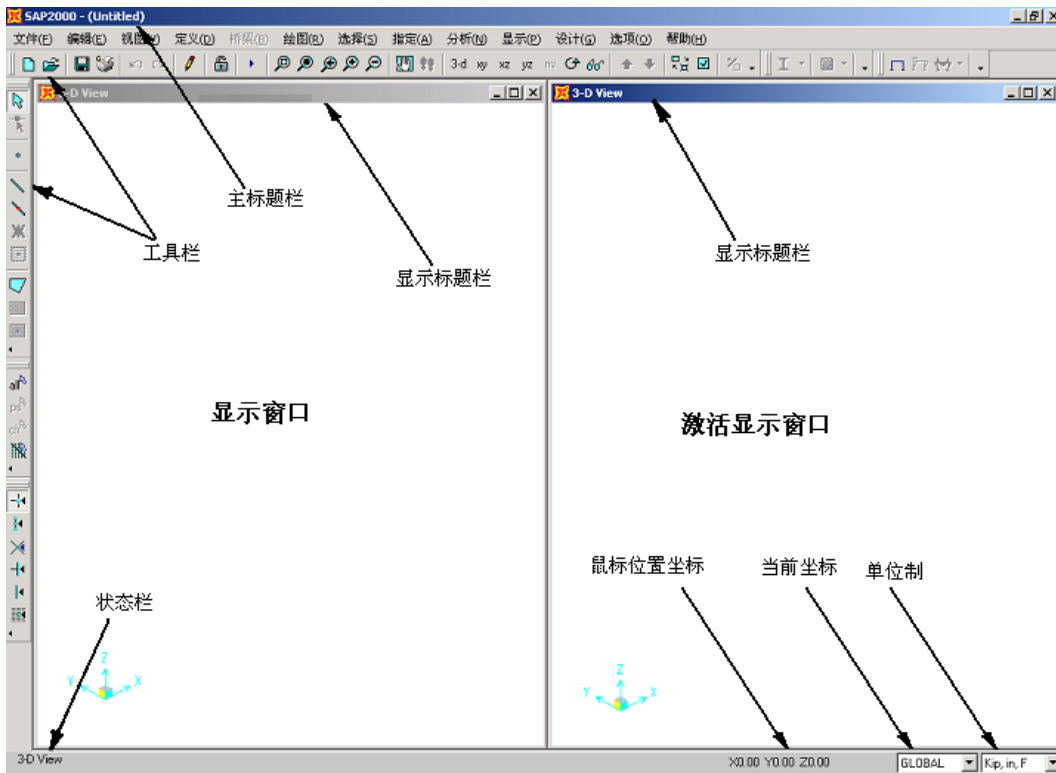 SAP2000 - (Untitled)
文件(F) 编辑(E) 视图(V) 定义(D) 桥梁(B) 绘图(R) 选择(S) 指定(A) 分析(N) 显示(P) 设计(G) 选项(O) 帮助(H)
3-d xy xz yz nv
3-D View
3-D View
主标题栏
工具栏
显示标题栏
显示标题栏
all
ps
clr
显示窗口
激活显示窗口
鼠标位置坐标
当前坐标
单位制
状态栏
Z
Y
X
Z
Y
X
3-D View
X0.00 Y0.00 Z0.00
GLOBAL
Kip, in, F